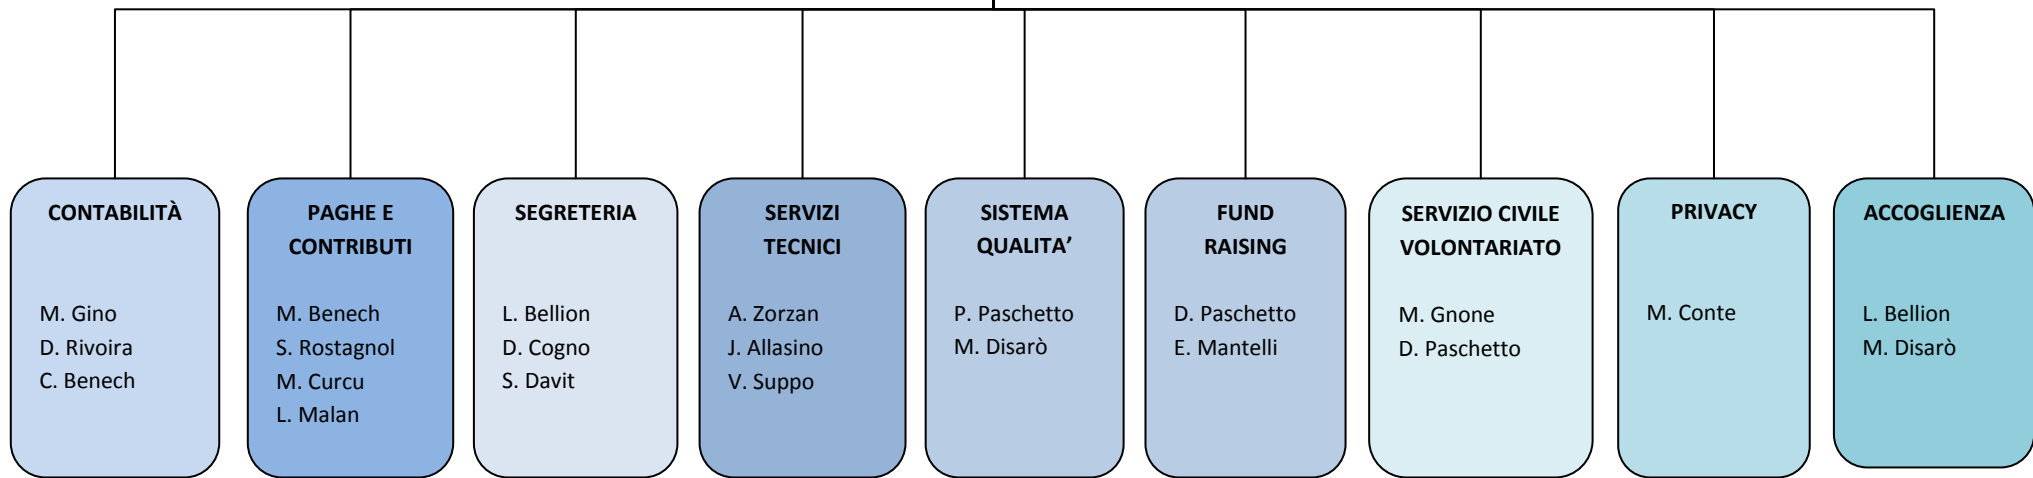 CONTABILITÀ
M. Gino
D. Rivoira
C. Benech
PAGHE E
CONTRIBUTI
M. Benech
S. Rostagnol
M. Curcu
L. Malan
SEGRETERIA
L. Bellion
D. Cogno
S. Davit
SERVIZI
TECNICI
A. Zorzan
J. Allasino
V. Suppo
SISTEMA
QUALITA’
P. Paschetto
M. Disarò
FUND
RAISING
D. Paschetto
E. Mantelli
SERVIZIO CIVILE
VOLONTARIATO
M. Gnone
D. Paschetto
PRIVACY
M. Conte
ACCOGLIENZA
L. Bellion
M. Disarò